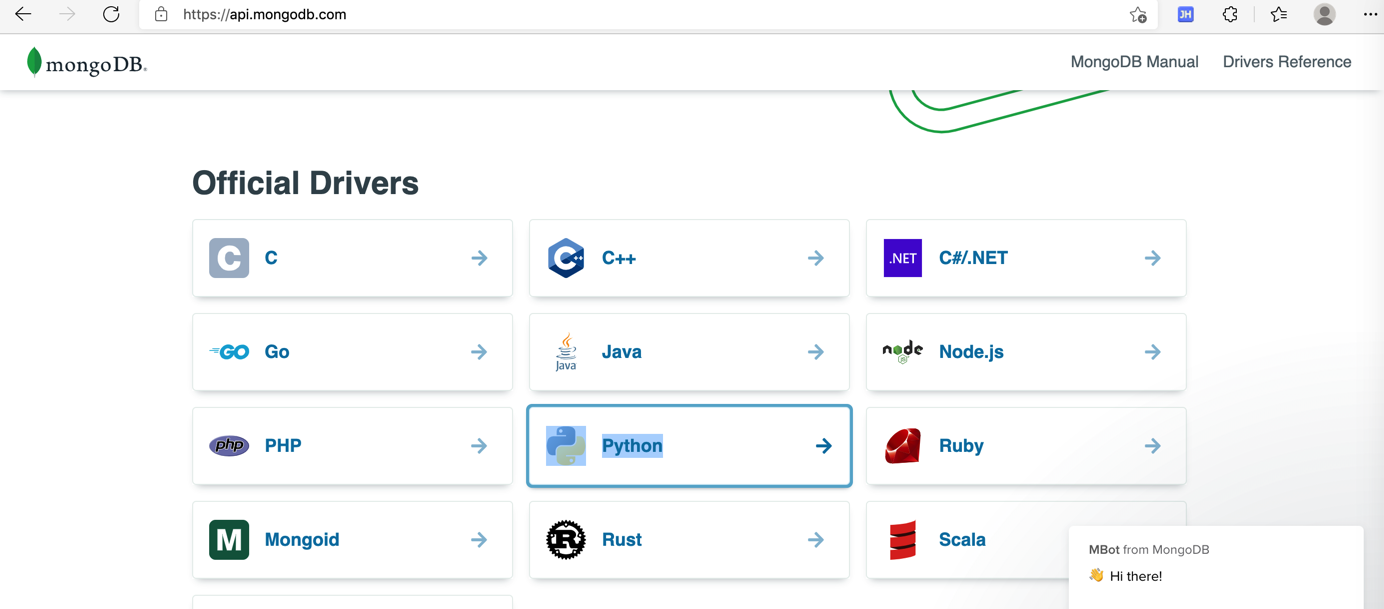 https://api.mongodb.com
JH
mongoDB.
MongoDB Manual
Drivers Reference
Official Drivers
C C
C++ C++
.NET C#/.NET
GO Go
Java Java
node JS Node.js
php PHP
Python
Ruby
M Mongoid
R Rust
Scala
MBot from MongoDB
👋 Hi there!